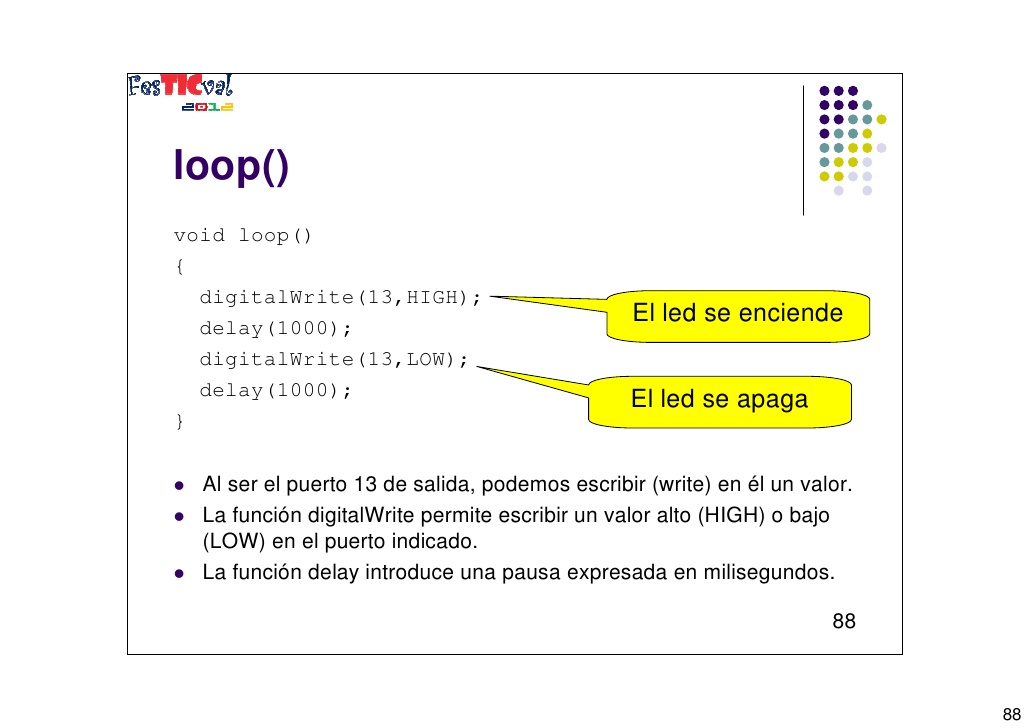 FesTICval
2012
loop()
void loop()
{
digitalWrite(13,HIGH);
El led se enciende
delay(1000);
digitalWrite(13,LOW);
delay(1000);
El led se apaga
}
Al ser el puerto 13 de salida, podemos escribir (write) en él un valor.
La función digitalWrite permite escribir un valor alto (HIGH) o bajo
(LOW) en el puerto indicado.
La función delay introduce una pausa expresada en milisegundos.
88
88